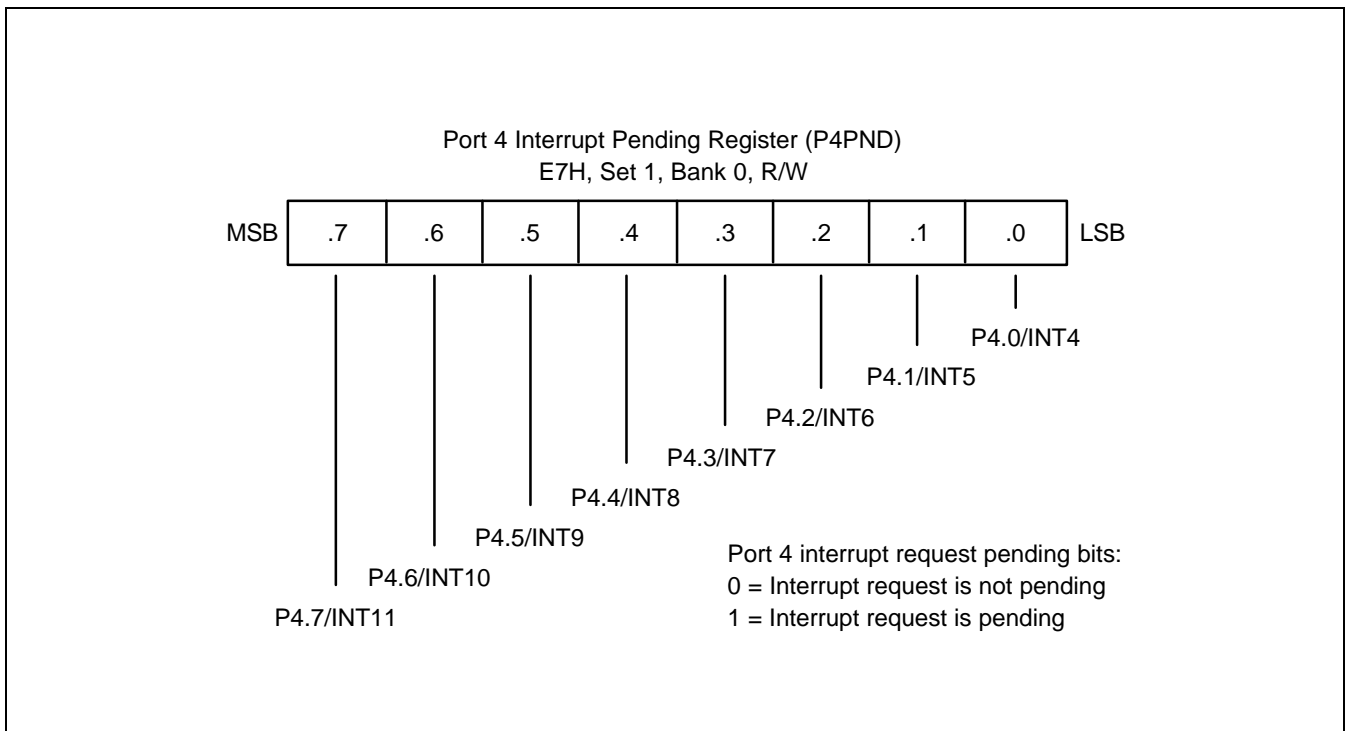 Port 4 Interrupt Pending Register (P4PND)
E7H, Set 1, Bank 0, R/W
MSB .7 .6 .5 .4 .3 .2 .1 .0 LSB
P4.0/INT4
P4.1/INT5
P4.2/INT6
P4.3/INT7
P4.4/INT8
P4.5/INT9
P4.6/INT10
P4.7/INT11
Port 4 interrupt request pending bits:
0 = Interrupt request is not pending
1 = Interrupt request is pending